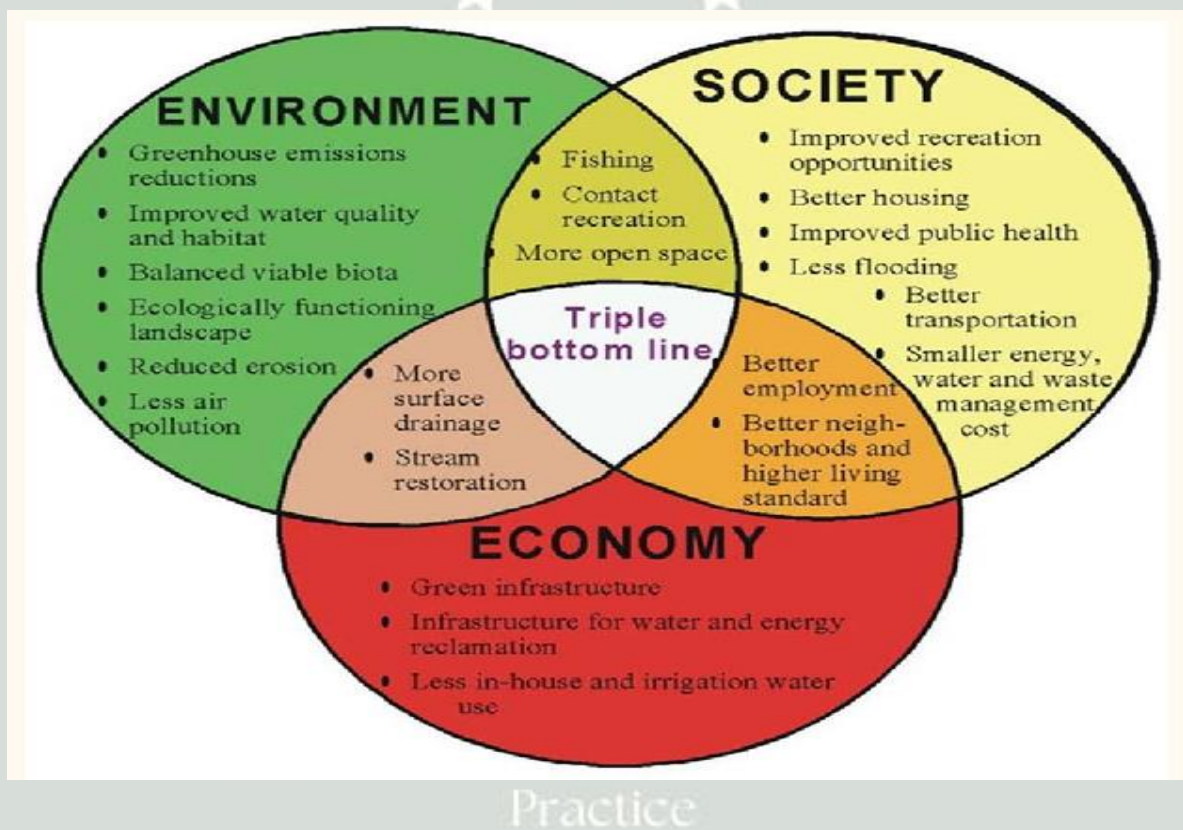 ENVIRONMENT
• Greenhouse emissions
reductions
• Improved water quality
and habitat
• Balanced viable biota
• Ecologically functioning
landscape
• Reduced erosion
• Less air
pollution
• Fishing
• Contact
recreation
• More open space
SOCIETY
• Improved recreation
opportunities
• Better housing
• Improved public health
• Less flooding
• Better
transportation
• Smaller energy,
water and waste
management
cost
Triple
bottom line
• More
surface
drainage
• Stream
restoration
Better
employment
• Better neigh-
borhoods and
higher living
standard
ECONOMY
• Green infrastructure
• Infrastructure for water and energy
reclamation
• Less in-house and irrigation water
use
Practice